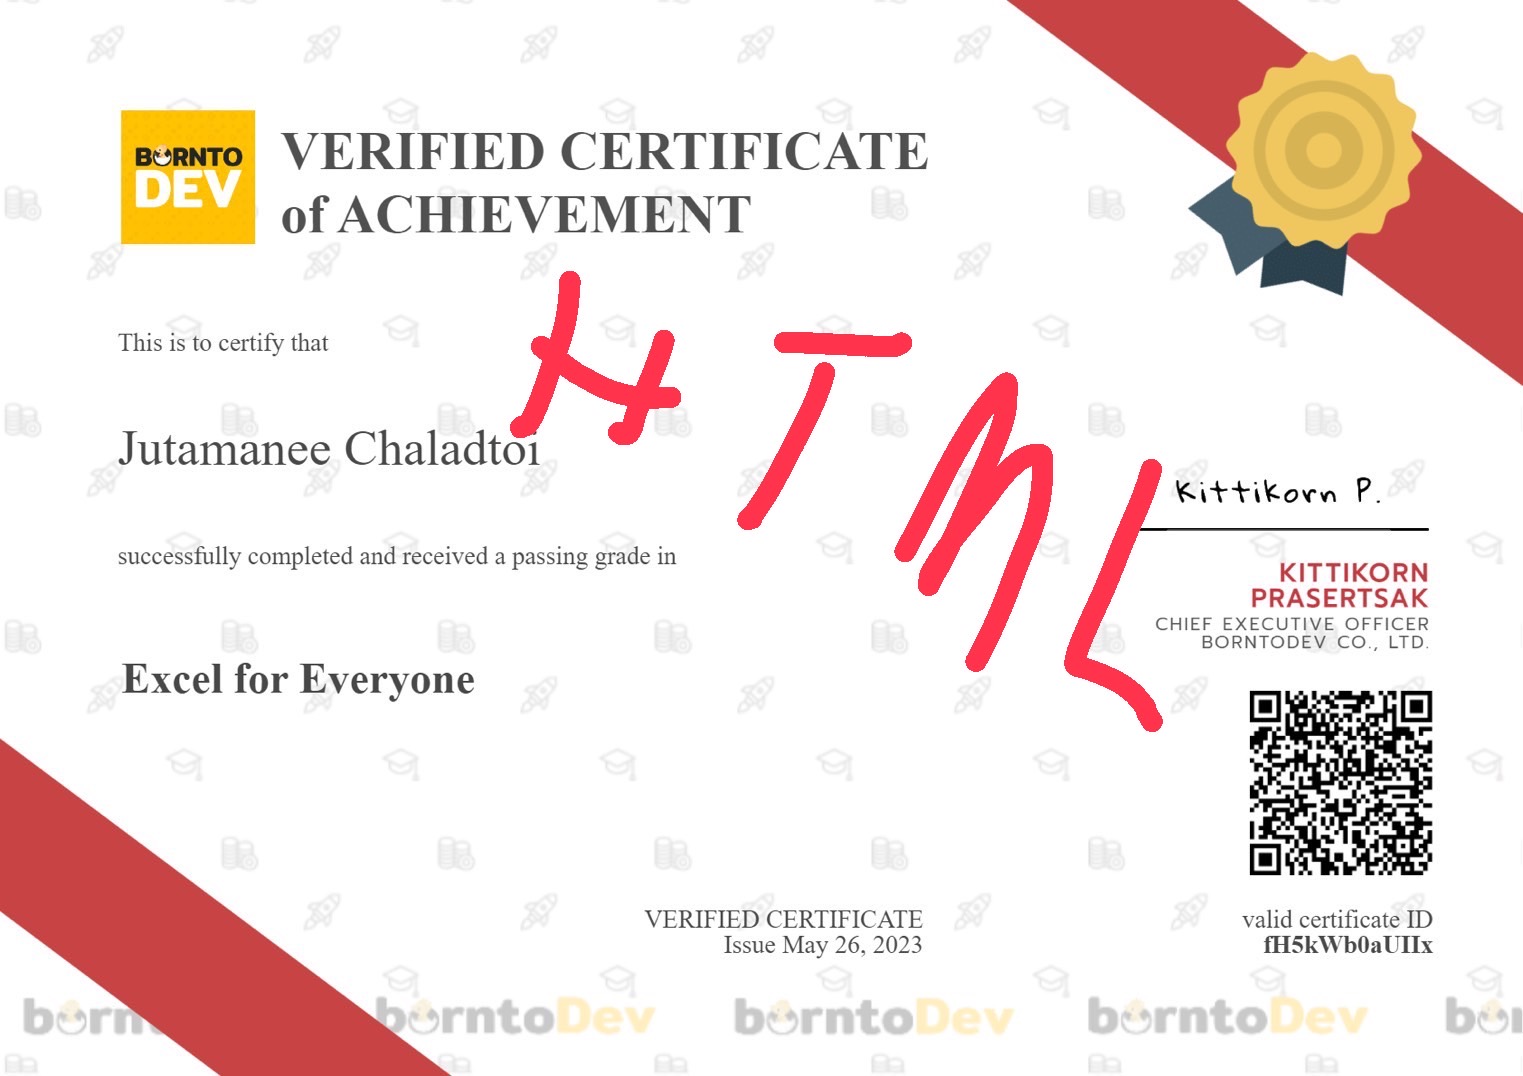 BORNTO
DEV
VERIFIED CERTIFICATE
of ACHIEVEMENT
This is to certify that
HTML
Jutamanee Chaladtoi
Kittikorn P.
successfully completed and received a passing grade in
KITTIKORN
PRASERTSAK
CHIEF EXECUTIVE OFFICER
BORNTODEV CO., LTD.
Excel for Everyone
VERIFIED CERTIFICATE
Issue May 26, 2023
valid certificate ID
fH5kWb0aUIIx
borntoDev borntoDev borntoDev